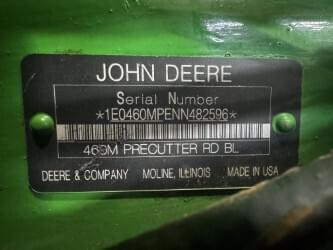 JOHN DEERE
Serial Number
*1E0460MPENN482596*
460M PRECUTTER RD BL
DEERE & COMPANY MOLINE, ILLINOIS MADE IN USA